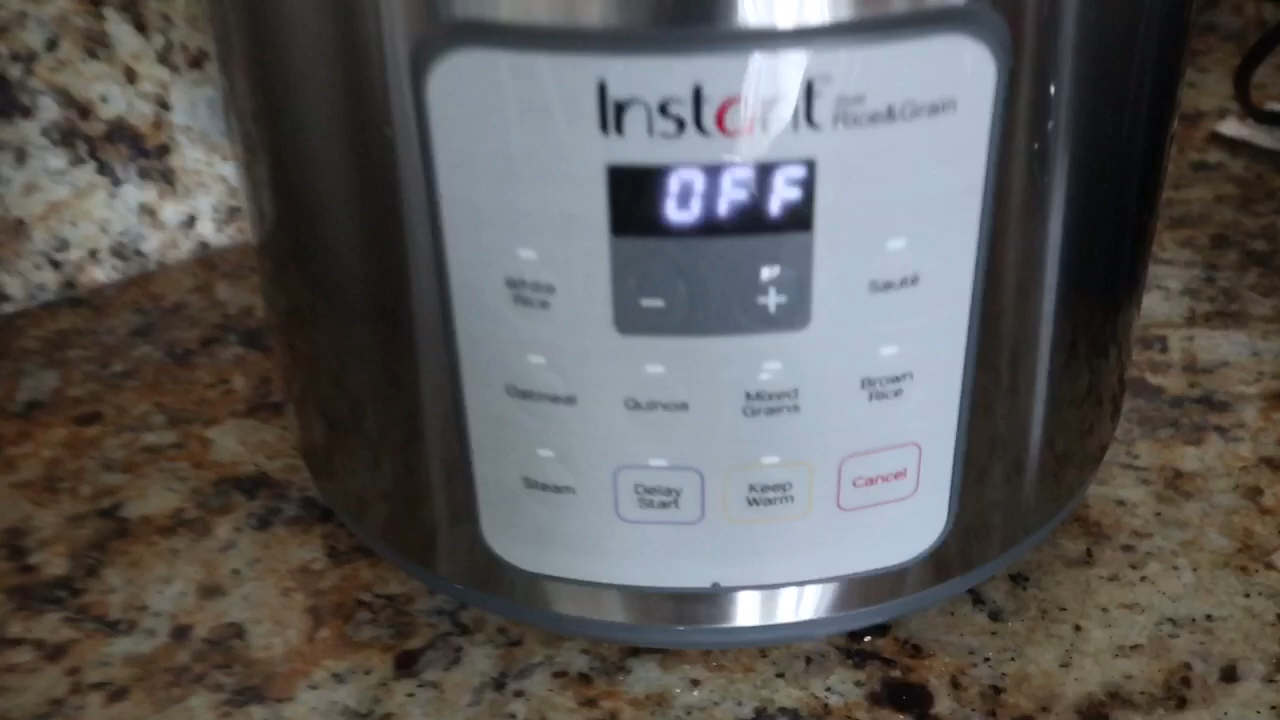 Instant Rice&Grain
OFF
- +
White
Rice
Sauté
Oatmeal
Quinoa
Mixed
Grains
Brown
Rice
Steam
Delay
Start
Keep
Warm
Cancel